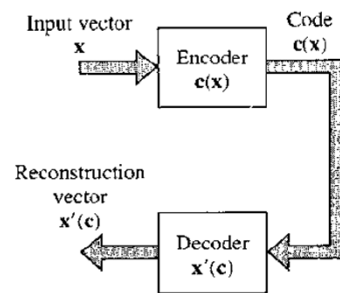 Input vector
x
Encoder
c(x)
Code
c(x)
Reconstruction
vector
x'(c)
Decoder
x'(c)